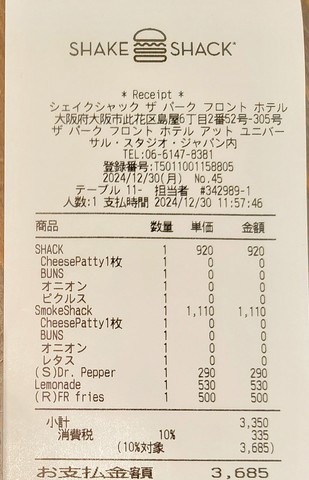 SHAKE SHACK
* Receipt *
シェイクシャック ザ パーク フロント ホテル
大阪府大阪市此花区島屋6丁目2番52号-305号
ザ パーク フロント ホテル アット ユニバー
サル・スタジオ・ジャパン内
TEL:06-6147-8381
登録番号:T5011001158805
2024/12/30(月) No.45
テーブル 11- 担当者 #342989-1
人数:1 支払時間 2024/12/30 11:57:46
商品 数量 単価 金額
SHACK 1 920 920
CheesePatty1枚 1 0 0
BUNS 1 0 0
オニオン 1 0 0
ピクルス 1 0 0
SmokeShack 1 1,110 1,110
CheesePatty1枚 1 0 0
BUNS 1 0 0
オニオン 1 0 0
レタス 1 0 0
(S)Dr. Pepper 1 290 290
Lemonade 1 530 530
(R)FR fries 1 500 500
小計 3,350
消費税 10% 335
(10%対象 3,685)
お支払金額 3,685